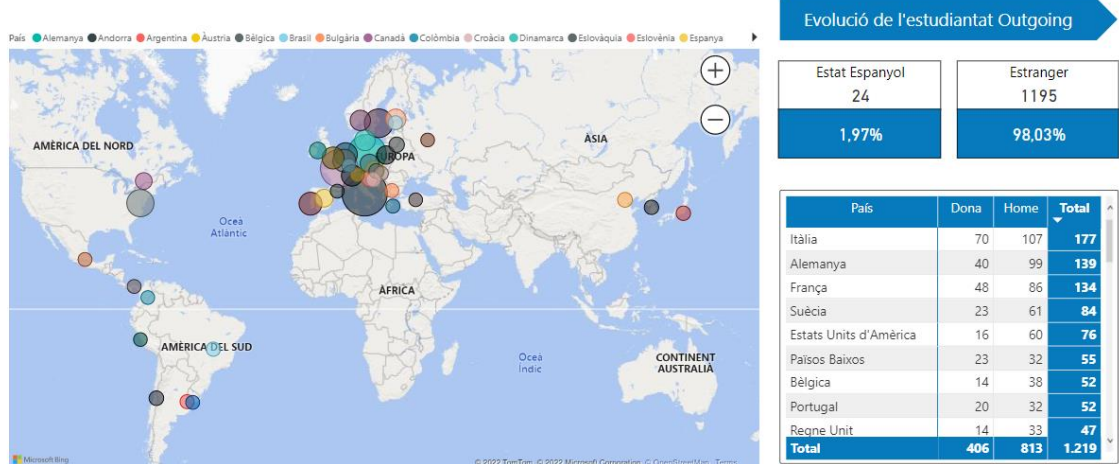 Evolució de l'estudiantat Outgoing
País Alemanya Andorra Argentina Àustria Bèlgica Brasil Bulgària Canadà Colòmbia Croàcia Dinamarca Eslovàquia Eslovènia Espanya
Estat Espanyol
24
1,97%
Estranger
1195
98,03%
AMÈRICA DEL NORD
EUROPA
ÀSIA
Oceà
Atlàntic
ÀFRICA
AMÈRICA DEL SUD
Oceà
Índic
CONTINENT
AUSTRALIÀ
Microsoft Bing
© 2022 TomTom, © 2022 Microsoft Corporation, © OpenStreetMap Terms
País Dona Home Total
Itàlia 70 107 177
Alemanya 40 99 139
França 48 86 134
Suècia 23 61 84
Estats Units d'Amèrica 16 60 76
Països Baixos 23 32 55
Bèlgica 14 38 52
Portugal 20 32 52
Regne Unit 14 33 47
Total 406 813 1.219